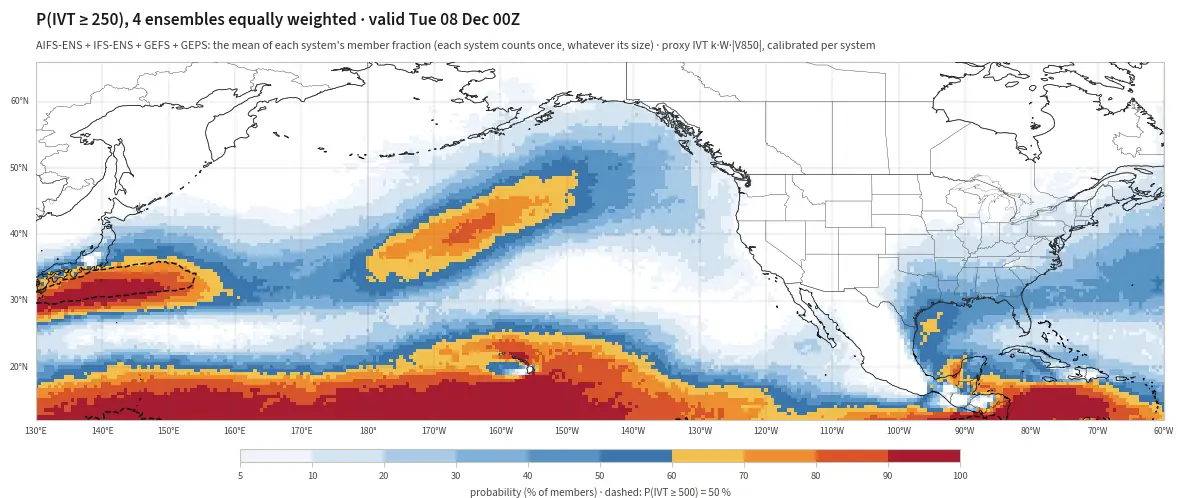 P(IVT ≥ 250), 4 ensembles equally weighted · valid Tue 08 Dec 00Z
AIFS-ENS + IFS-ENS + GEFS + GEPS: the mean of each system's member fraction (each system counts once, whatever its size) · proxy IVT k·W·|V850|, calibrated per system
60°N
50°N
40°N
30°N
20°N
130°E 140°E 150°E 160°E 170°E 180° 170°W 160°W 150°W 140°W 130°W 120°W 110°W 100°W 90°W 80°W 70°W 60°W
5 10 20 30 40 50 60 70 80 90 100
probability (% of members) · dashed: P(IVT ≥ 500) = 50 %